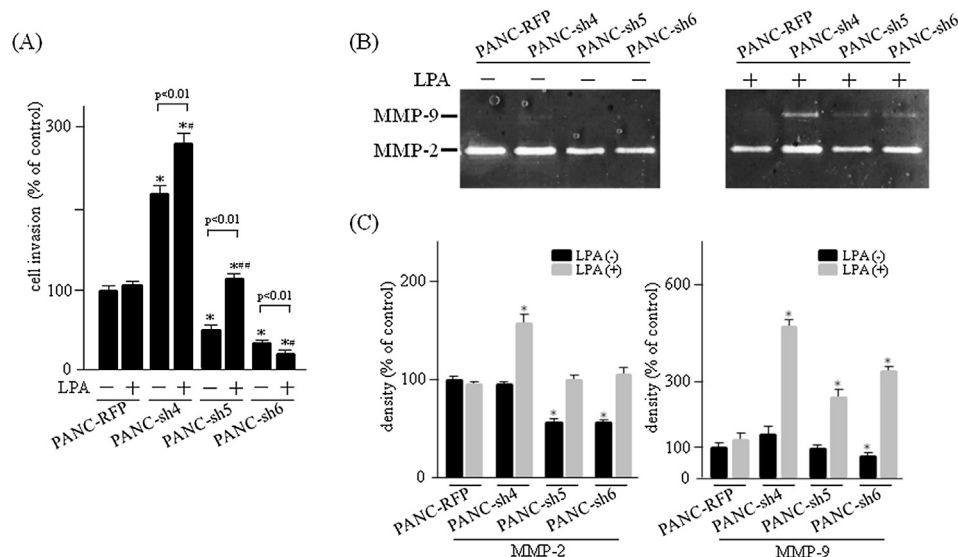 (A)
cell invasion (% of control)
300
100
0
p<0.01
*#
*
p<0.01
*##
*
p<0.01
*
*#
LPA
− + − + − + − +
PANC-RFP
PANC-sh4
PANC-sh5
PANC-sh6
(B)
PANC-RFP
PANC-sh4
PANC-sh5
PANC-sh6
PANC-RFP
PANC-sh4
PANC-sh5
PANC-sh6
LPA
− − − − + + + +
MMP-9
MMP-2
(C)
density (% of control)
200
100
0
LPA (-)
LPA (+)
*
*
*
PANC-RFP
PANC-sh4
PANC-sh5
PANC-sh6
MMP-2
density (% of control)
600
300
100
0
LPA (-)
LPA (+)
*
*
*
*
PANC-RFP
PANC-sh4
PANC-sh5
PANC-sh6
MMP-9